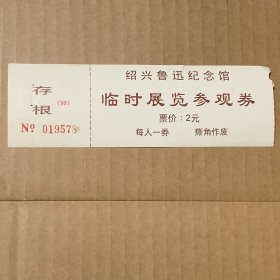 存根
(95)
№ 019578
绍兴鲁迅纪念馆
临时展览参观券
票价：2元
每人一券 撕角作废